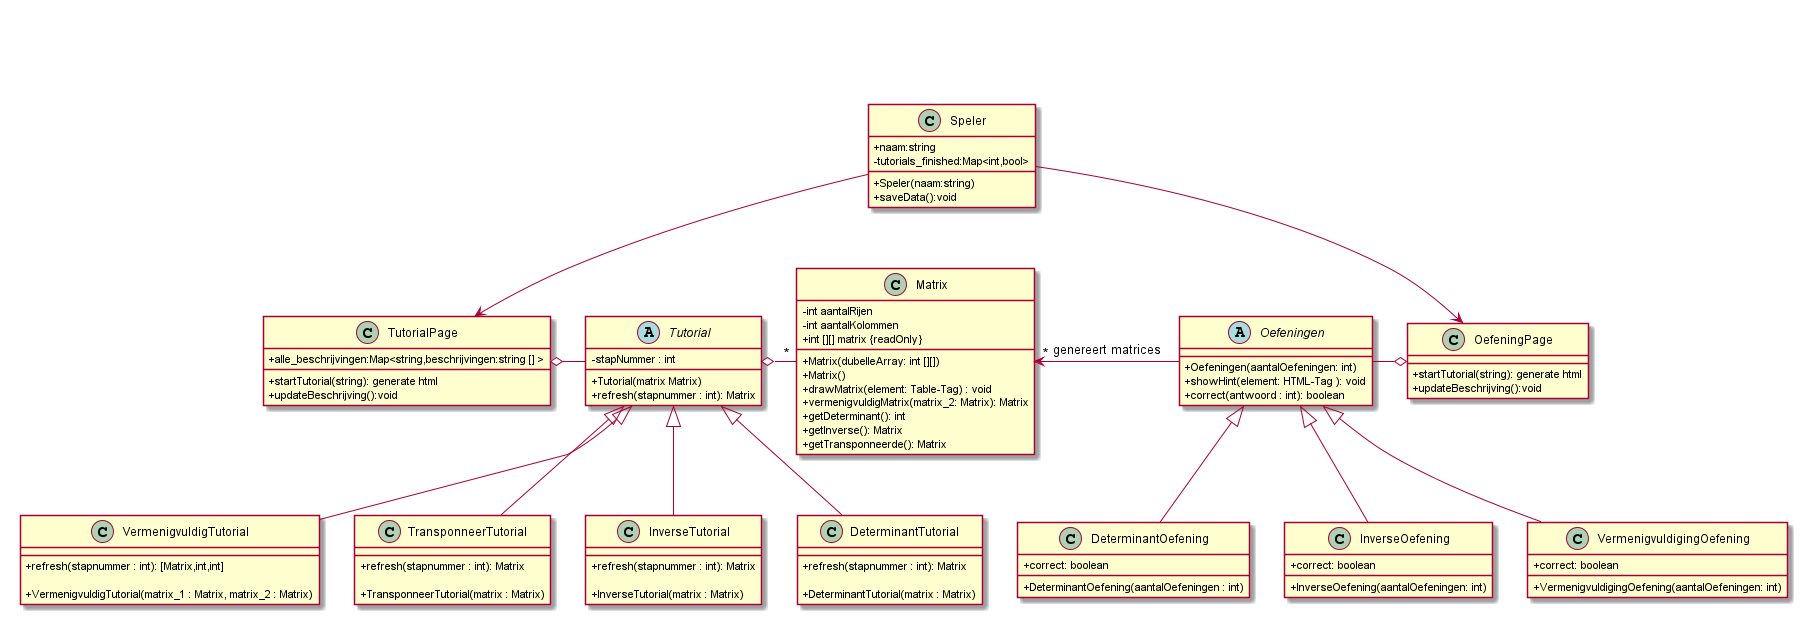 C Speler
+naam:string
-tutorials_finished:Map<int,bool>
+Speler(naam:string)
+saveData():void
C TutorialPage
+alle_beschrijvingen:Map<string,beschrijvingen:string [] >
+startTutorial(string): generate html
+updateBeschrijving():void
A Tutorial
-stapNummer : int
+Tutorial(matrix Matrix)
+refresh(stapnummer : int): Matrix
*
C Matrix
-int aantalRijen
-int aantalKolommen
+int [][] matrix {readOnly}
+Matrix(dubelleArray: int [][])
+Matrix()
+drawMatrix(element: Table-Tag) : void
+vermenigvuldigMatrix(matrix_2: Matrix): Matrix
+getDeterminant(): int
+getInverse(): Matrix
+getTransponneerde(): Matrix
* genereert matrices
A Oefeningen
+Oefeningen(aantalOefeningen: int)
+showHint(element: HTML-Tag ): void
+correct(antwoord : int): boolean
C OefeningPage
+startTutorial(string): generate html
+updateBeschrijving():void
C VermenigvuldigTutorial
+refresh(stapnummer : int): [Matrix,int,int]
+VermenigvuldigTutorial(matrix_1 : Matrix, matrix_2 : Matrix)
C TransponneerTutorial
+refresh(stapnummer : int): Matrix
+TransponneerTutorial(matrix : Matrix)
C InverseTutorial
+refresh(stapnummer : int): Matrix
+InverseTutorial(matrix : Matrix)
C DeterminantTutorial
+refresh(stapnummer : int): Matrix
+DeterminantTutorial(matrix : Matrix)
C DeterminantOefening
+correct: boolean
+DeterminantOefening(aantalOefeningen : int)
C InverseOefening
+correct: boolean
+InverseOefening(aantalOefeningen: int)
C VermenigvuldigingOefening
+correct: boolean
+VermenigvuldigingOefening(aantalOefeningen: int)